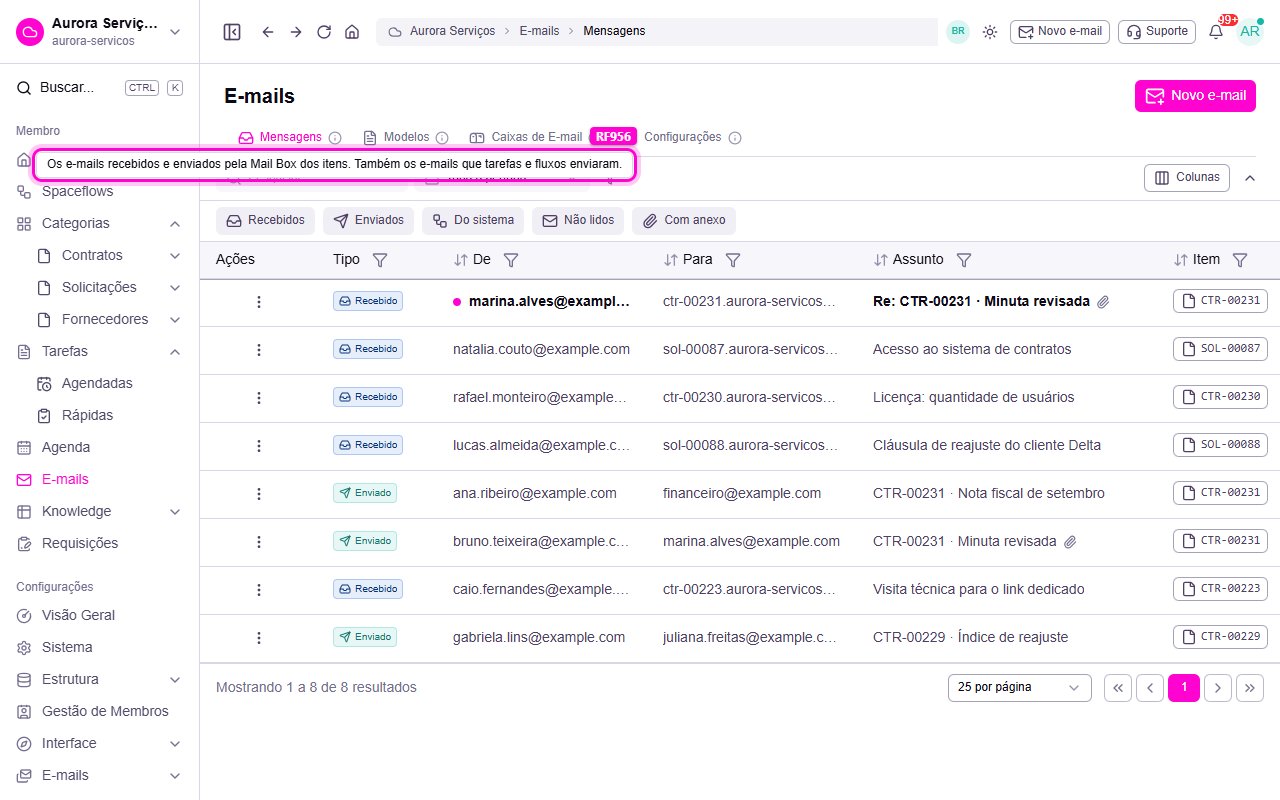 Aurora Serviç...
aurora-servicos
Aurora Serviços
E-mails
Mensagens
BR
Novo e-mail
Suporte
99+
AR
Buscar...
CTRL
K
Membro
Spaceflows
Categorias
Contratos
Solicitações
Fornecedores
Tarefas
Agendadas
Rápidas
Agenda
E-mails
Knowledge
Requisições
Configurações
Visão Geral
Sistema
Estrutura
Gestão de Membros
Interface
E-mails
E-mails
Novo e-mail
Mensagens
Modelos
Caixas de E-mail
RF956
Configurações
Os e-mails recebidos e enviados pela Mail Box dos itens. Também os e-mails que tarefas e fluxos enviaram.
Colunas
Recebidos
Enviados
Do sistema
Não lidos
Com anexo
Ações Tipo De Para Assunto Item
Recebido marina.alves@exampl... ctr-00231.aurora-servicos... Re: CTR-00231 · Minuta revisada CTR-00231
Recebido natalia.couto@example.com sol-00087.aurora-servicos... Acesso ao sistema de contratos SOL-00087
Recebido rafael.monteiro@example... ctr-00230.aurora-servicos... Licença: quantidade de usuários CTR-00230
Recebido lucas.almeida@example.c... sol-00088.aurora-servicos... Cláusula de reajuste do cliente Delta SOL-00088
Enviado ana.ribeiro@example.com financeiro@example.com CTR-00231 · Nota fiscal de setembro CTR-00231
Enviado bruno.teixeira@example.c... marina.alves@example.com CTR-00231 · Minuta revisada CTR-00231
Recebido caio.fernandes@example.... ctr-00223.aurora-servicos... Visita técnica para o link dedicado CTR-00223
Enviado gabriela.lins@example.com juliana.freitas@example.c... CTR-00229 · Índice de reajuste CTR-00229
Mostrando 1 a 8 de 8 resultados
25 por página
1